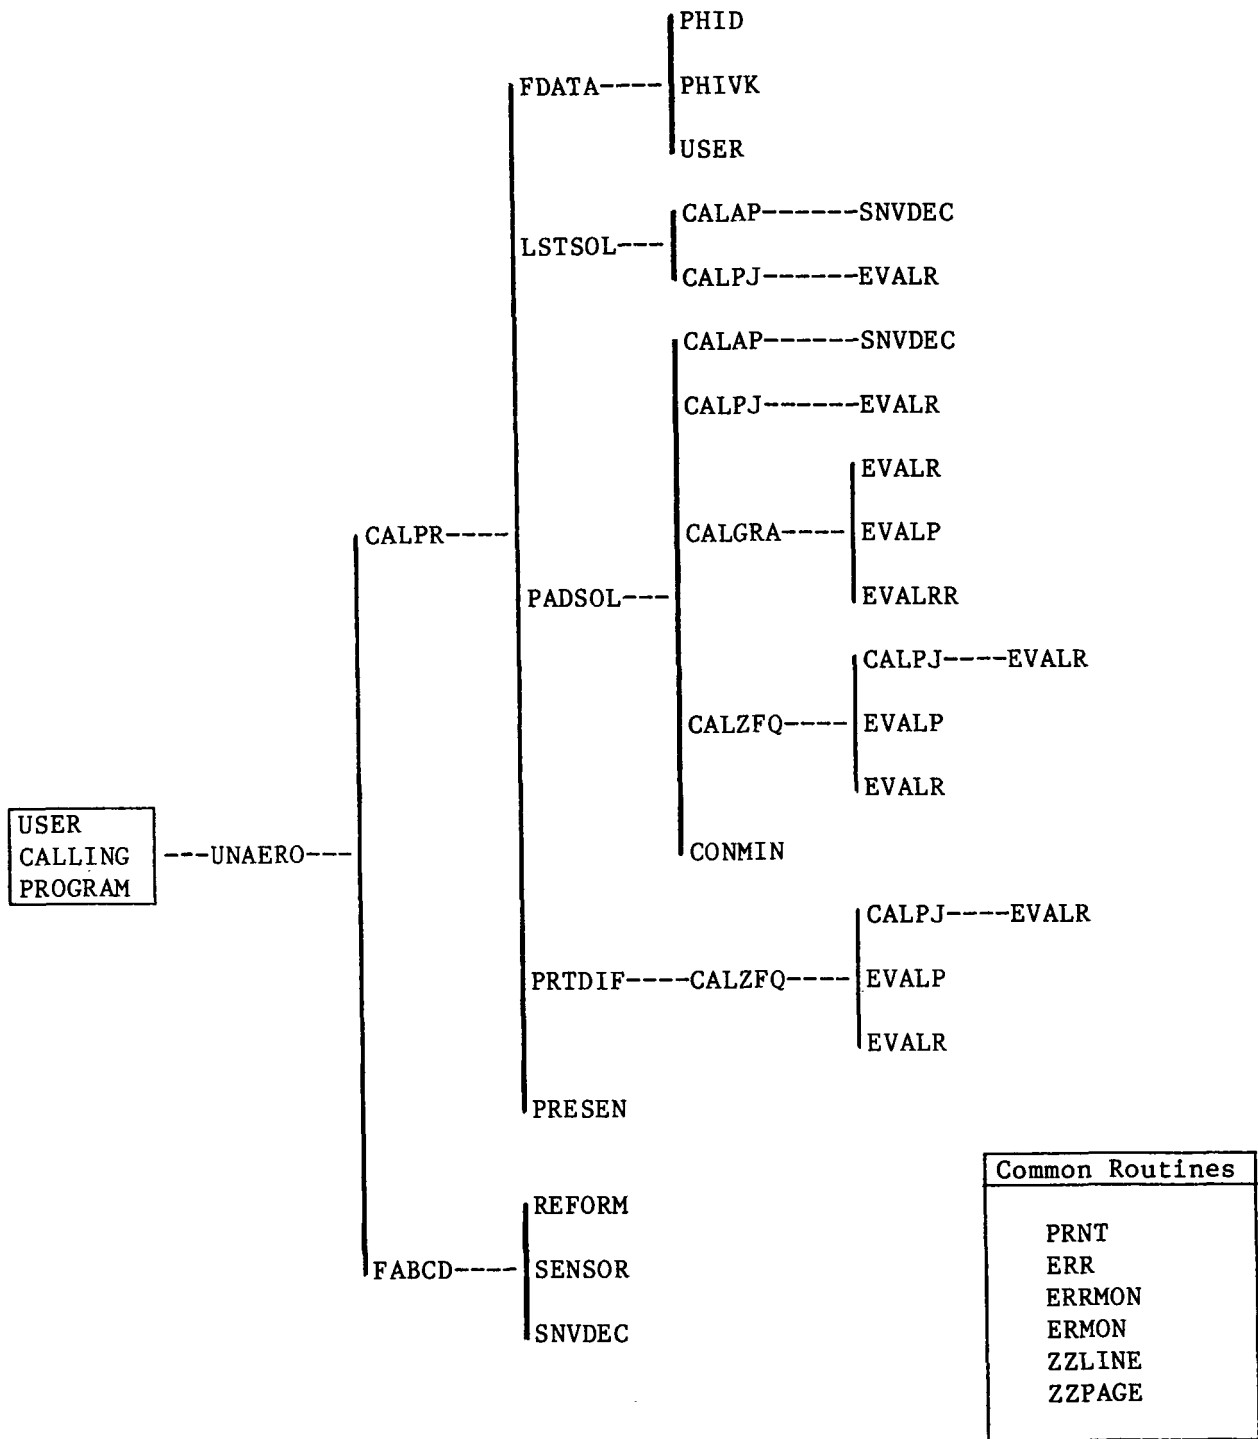 PHID
FDATA----
PHIVK
USER
CALAP-------SNVDEC
LSTSOL---
CALPJ-------EVALR
CALAP-------SNVDEC
CALPJ-------EVALR
EVALR
CALPR----
CALGRA----
EVALP
PADSOL---
EVALRR
CALPJ----EVALR
CALZFQ----
EVALP
EVALR
USER
CALLING
PROGRAM
---UNAERO---
CONMIN
CALPJ----EVALR
PRTDIF----CALZFQ----
EVALP
EVALR
PRESEN
REFORM
FABCD----
SENSOR
SNVDEC
Common Routines
PRNT
ERR
ERRMON
ERMON
ZZLINE
ZZPAGE